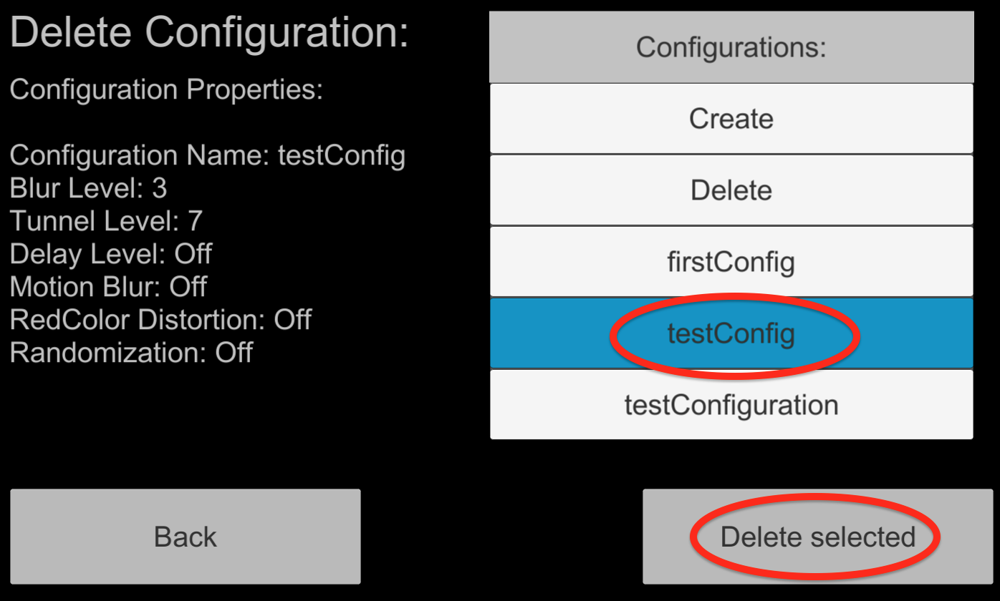 Delete Configuration:
Configuration Properties:
Configuration Name: testConfig
Blur Level: 3
Tunnel Level: 7
Delay Level: Off
Motion Blur: Off
RedColor Distortion: Off
Randomization: Off
Configurations:
Create
Delete
firstConfig
testConfig
testConfiguration
Back
Delete selected